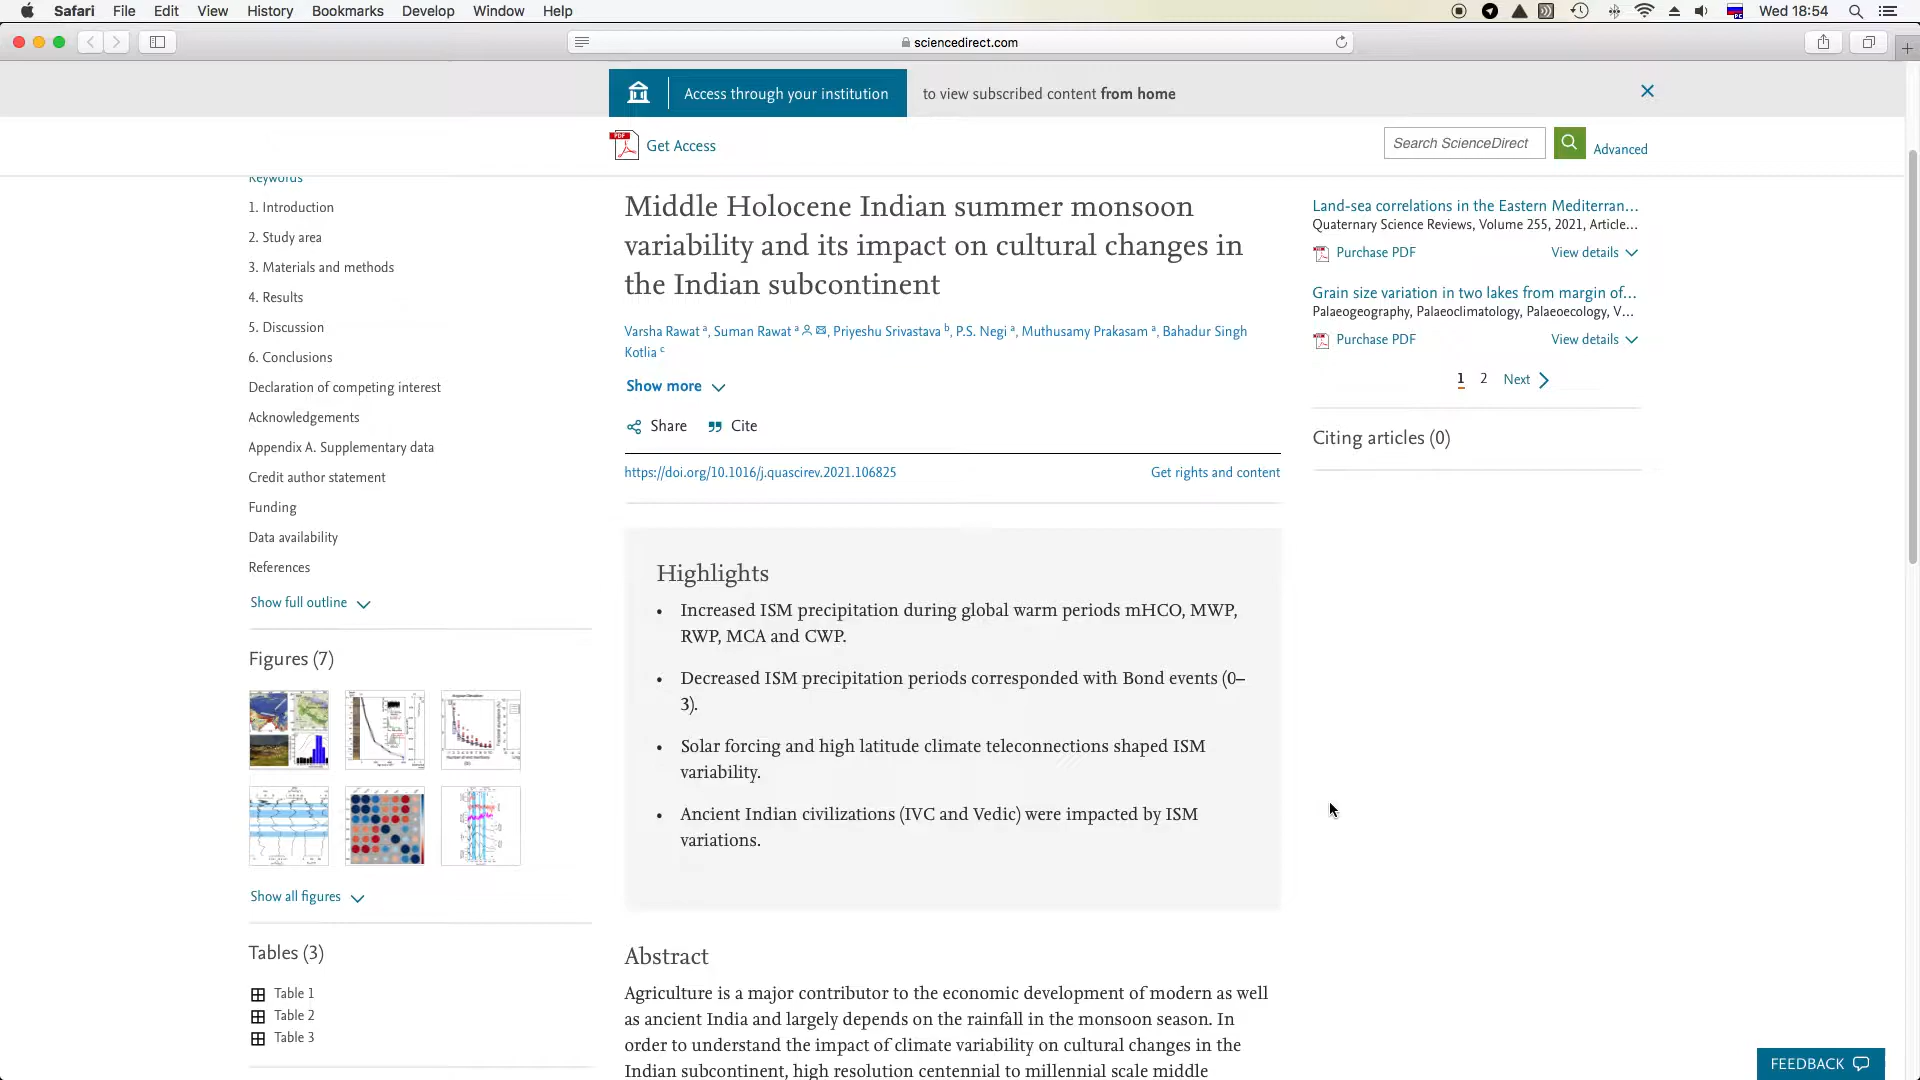 Safari File Edit View History Bookmarks Develop Window Help
Wed 18:54
sciencedirect.com
Access through your institution
to view subscribed content from home
PDF
Get Access
Search ScienceDirect
Advanced
Keywords
1. Introduction
2. Study area
3. Materials and methods
4. Results
5. Discussion
6. Conclusions
Declaration of competing interest
Acknowledgements
Appendix A. Supplementary data
Credit author statement
Funding
Data availability
References
Show full outline
Figures (7)
Show all figures
Tables (3)
Table 1
Table 2
Table 3
Middle Holocene Indian summer monsoon
variability and its impact on cultural changes in
the Indian subcontinent
Varsha Rawat a, Suman Rawat a, Priyeshu Srivastava b, P.S. Negi a, Muthusamy Prakasam a, Bahadur Singh
Kotlia c
Show more
Share Cite
https://doi.org/10.1016/j.quascirev.2021.106825
Get rights and content
Highlights
• Increased ISM precipitation during global warm periods mHCO, MWP,
RWP, MCA and CWP.
• Decreased ISM precipitation periods corresponded with Bond events (0–
3).
• Solar forcing and high latitude climate teleconnections shaped ISM
variability.
• Ancient Indian civilizations (IVC and Vedic) were impacted by ISM
variations.
Abstract
Agriculture is a major contributor to the economic development of modern as well
as ancient India and largely depends on the rainfall in the monsoon season. In
order to understand the impact of climate variability on cultural changes in the
Indian subcontinent, high resolution centennial to millennial scale middle
Land-sea correlations in the Eastern Mediterran...
Quaternary Science Reviews, Volume 255, 2021, Article...
Purchase PDF
View details
Grain size variation in two lakes from margin of...
Palaeogeography, Palaeoclimatology, Palaeoecology, V...
Purchase PDF
View details
1 2 Next
Citing articles (0)
FEEDBACK